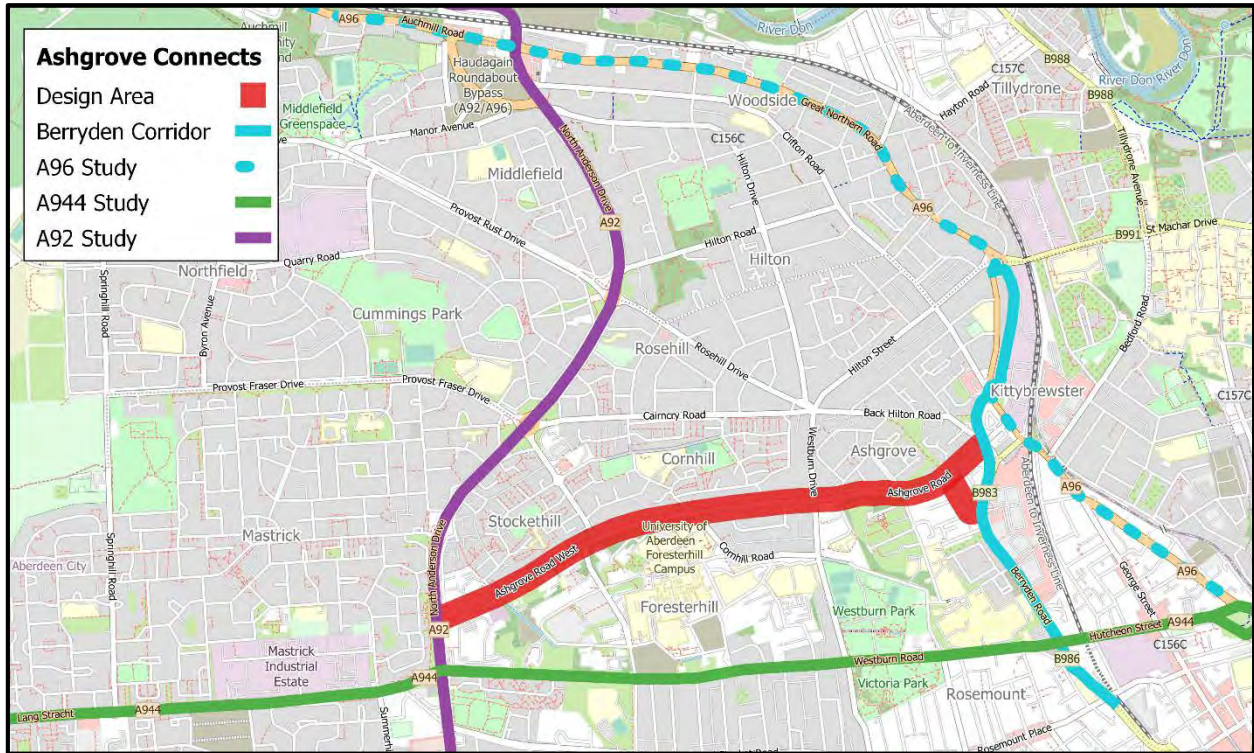 Ashgrove Connects
Design Area
Berryden Corridor
A96 Study
A944 Study
A92 Study
A96
Auchmill Road
Auchmill
Haudagain
Roundabout
Bypass
(A92/A96)
Middlefield
Greenspace
Manor Avenue
Middlefield
North Anderson Drive
A92
Provost Rust Drive
Northfield
Quarry Road
Byron Avenue
Springhill Road
Cummings Park
Provost Fraser Drive
Provost Fraser Drive
Woodside
C156C
Great Northern Road
Clifton Road
Hilton Drive
Hilton Road
Hilton
A96
Aberdeen to Inverness Line
Hayton Road
C157C
Tillydrone
B988
B988
River Don
River Don
Tillydrone Avenue
St Machar Drive
B991
Bedford Road
Rosehill
Rosehill Drive
Hilton Street
Kittybrewster
Cairncry Road
Back Hilton Road
Westburn Drive
Ashgrove
Cornhill
Ashgrove Road
B983
C157C
Stockethill
University of
Aberdeen -
Foresterhill
Campus
Cornhill Road
Ashgrove Road West
North Anderson Drive
Mastrick
Aberdeen City
Springhill Road
Foresterhill
Westburn Park
Berryden Road
Aberdeen to Inverness Line
A96
A96
George Street
A92
Mastrick
Industrial
Estate
A944
Westburn Road
Hutcheon Street
A944
C156C
Victoria Park
B986
Rosemount
Rosemount Place
Lang Stracht
A944